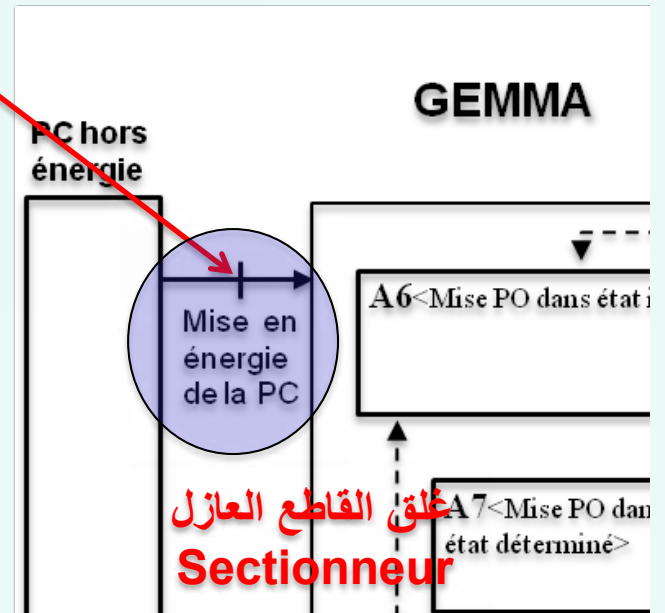 GEMMA
PC hors
énergie
A6<Mise PO dans état
Mise en
énergie
de la PC
غلق القاطع العازل
Sectionneur
A7<Mise PO dan
état déterminé>